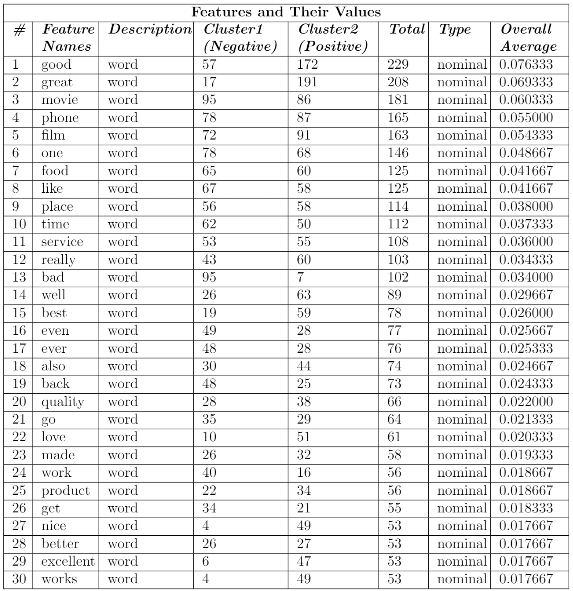 Features and Their Values
# Feature Names Description Cluster1 (Negative) Cluster2 (Positive) Total Type Overall Average
1 good word 57 172 229 nominal 0.076333
2 great word 17 191 208 nominal 0.069333
3 movie word 95 86 181 nominal 0.060333
4 phone word 78 87 165 nominal 0.055000
5 film word 72 91 163 nominal 0.054333
6 one word 78 68 146 nominal 0.048667
7 food word 65 60 125 nominal 0.041667
8 like word 67 58 125 nominal 0.041667
9 place word 56 58 114 nominal 0.038000
10 time word 62 50 112 nominal 0.037333
11 service word 53 55 108 nominal 0.036000
12 really word 43 60 103 nominal 0.034333
13 bad word 95 7 102 nominal 0.034000
14 well word 26 63 89 nominal 0.029667
15 best word 19 59 78 nominal 0.026000
16 even word 49 28 77 nominal 0.025667
17 ever word 48 28 76 nominal 0.025333
18 also word 30 44 74 nominal 0.024667
19 back word 48 25 73 nominal 0.024333
20 quality word 28 38 66 nominal 0.022000
21 go word 35 29 64 nominal 0.021333
22 love word 10 51 61 nominal 0.020333
23 made word 26 32 58 nominal 0.019333
24 work word 40 16 56 nominal 0.018667
25 product word 22 34 56 nominal 0.018667
26 get word 34 21 55 nominal 0.018333
27 nice word 4 49 53 nominal 0.017667
28 better word 26 27 53 nominal 0.017667
29 excellent word 6 47 53 nominal 0.017667
30 works word 4 49 53 nominal 0.017667